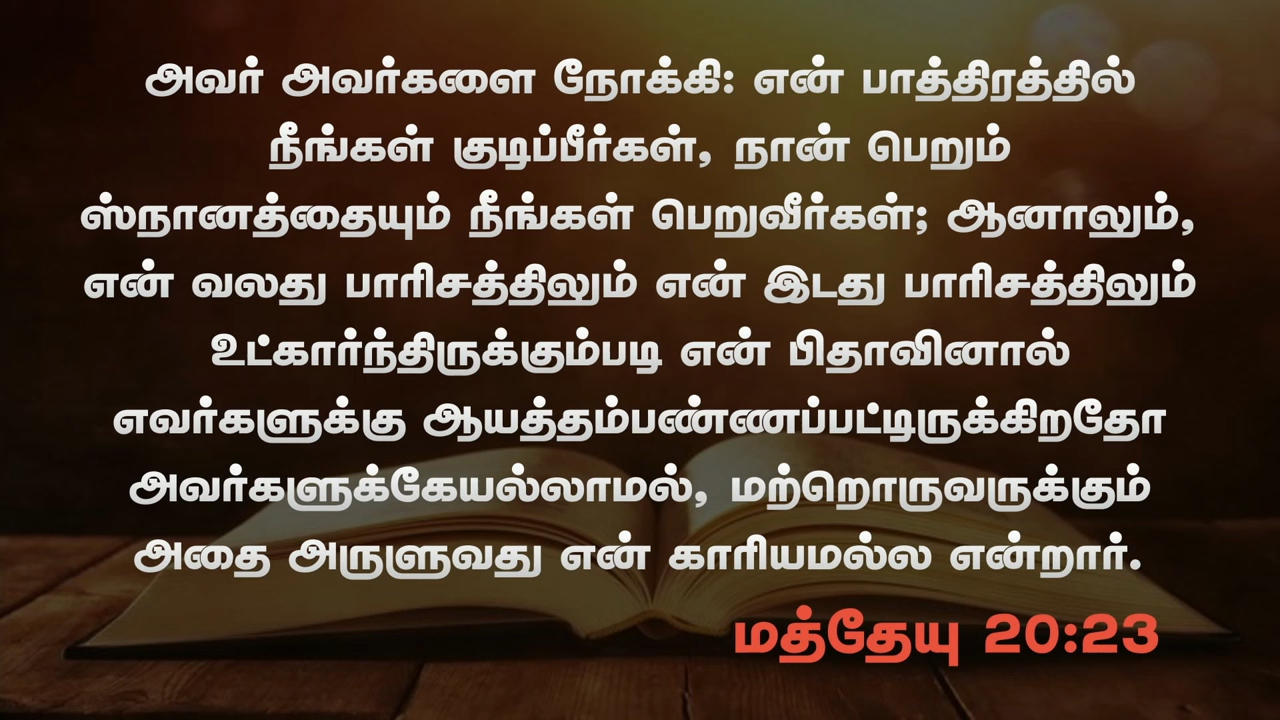 அவர் அவர்களை நோக்கி: என் பாத்திரத்தில்
நீங்கள் குடிப்பீர்கள், நான் பெறும்
ஸ்நானத்தையும் நீங்கள் பெறுவீர்கள்; ஆனாலும்,
என் வலது பாரிசத்திலும் என் இடது பாரிசத்திலும்
உட்கார்ந்திருக்கும்படி என் பிதாவினால்
எவர்களுக்கு ஆயத்தம்பண்ணப்பட்டிருக்கிறதோ
அவர்களுக்கேயல்லாமல், மற்றொருவருக்கும்
அதை அருளுவது என் காரியமல்ல என்றார்.
மத்தேயு 20:23